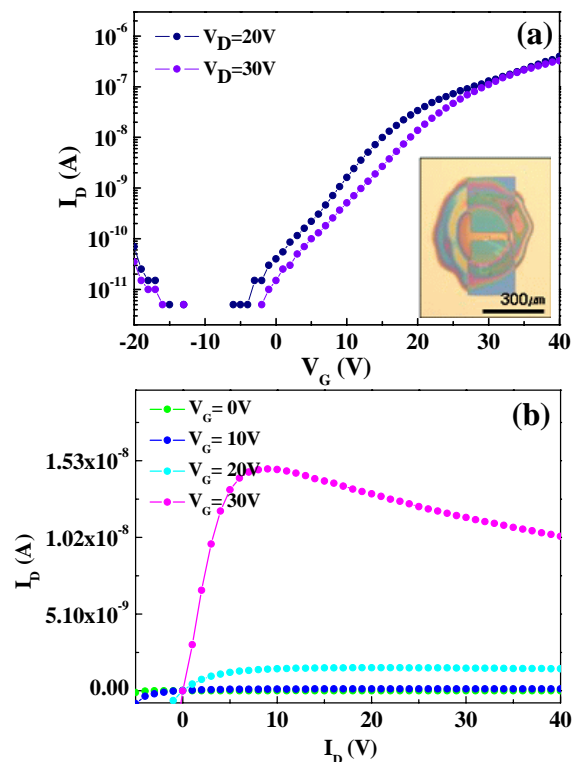 (a)
V_D=20V
V_D=30V
10^-6
10^-7
10^-8
10^-9
10^-10
10^-11
I_D (A)
300μm
-20 -10 0 10 20 30 40
V_G (V)
(b)
V_G= 0V
V_G= 10V
V_G= 20V
V_G= 30V
1.53x10^-8
1.02x10^-8
5.10x10^-9
0.00
I_D (A)
0 10 20 30 40
I_D (V)